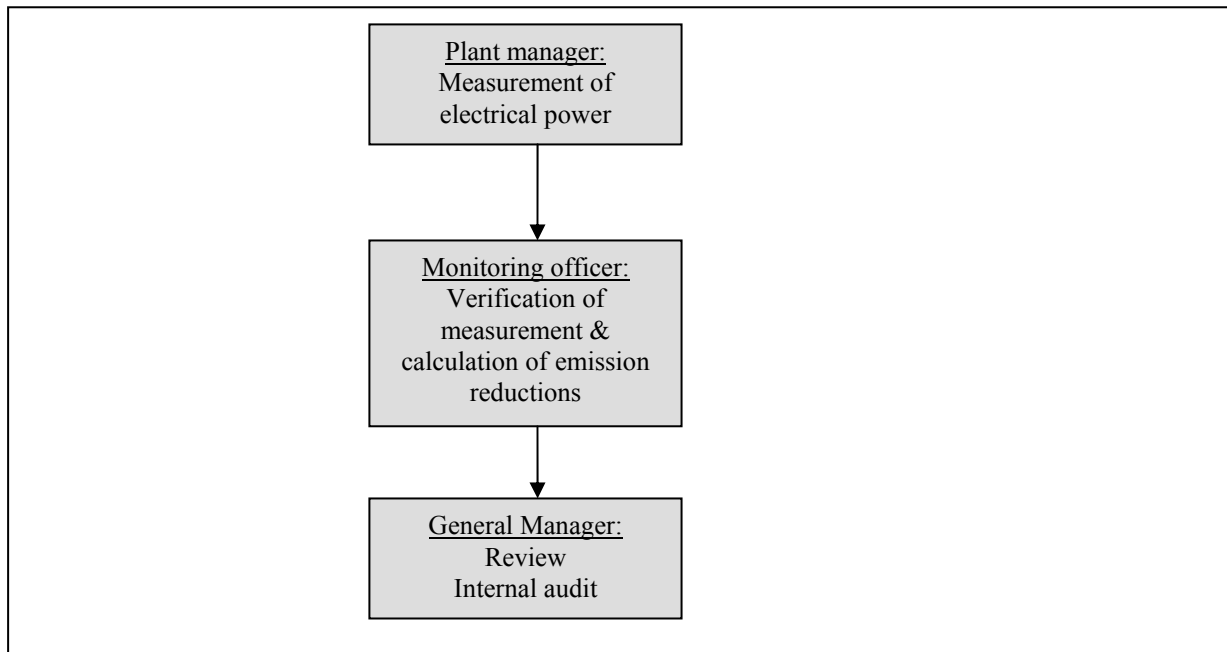 Plant manager:
Measurement of
electrical power
Monitoring officer:
Verification of
measurement &
calculation of emission
reductions
General Manager:
Review
Internal audit